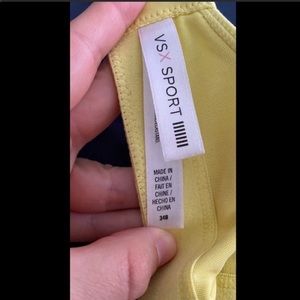 VSX SPORT
MADE IN
CHINA /
FAIT EN
CHINE /
HECHO EN
CHINA
34B